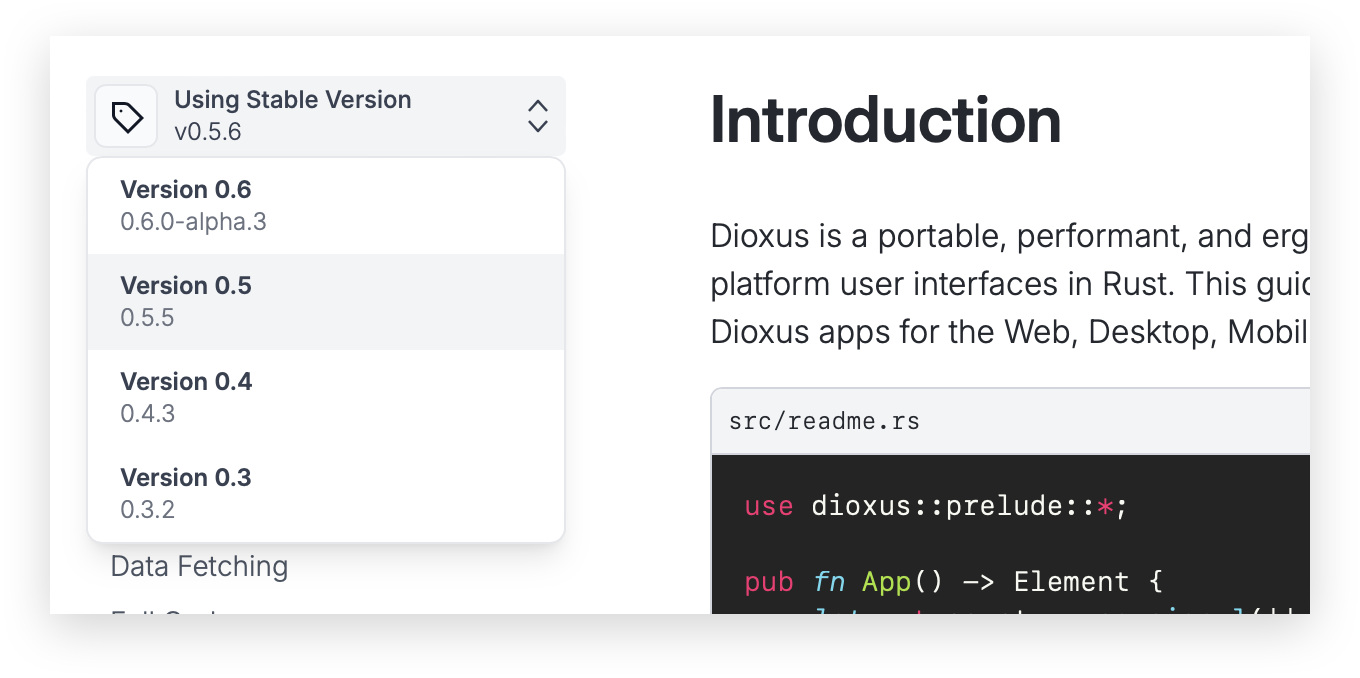 Using Stable Version
v0.5.6
Version 0.6
0.6.0-alpha.3
Version 0.5
0.5.5
Version 0.4
0.4.3
Version 0.3
0.3.2
Data Fetching
Introduction
Dioxus is a portable, performant, and erg
platform user interfaces in Rust. This guid
Dioxus apps for the Web, Desktop, Mobil
src/readme.rs
use dioxus::prelude::*;
pub fn App() -> Element {